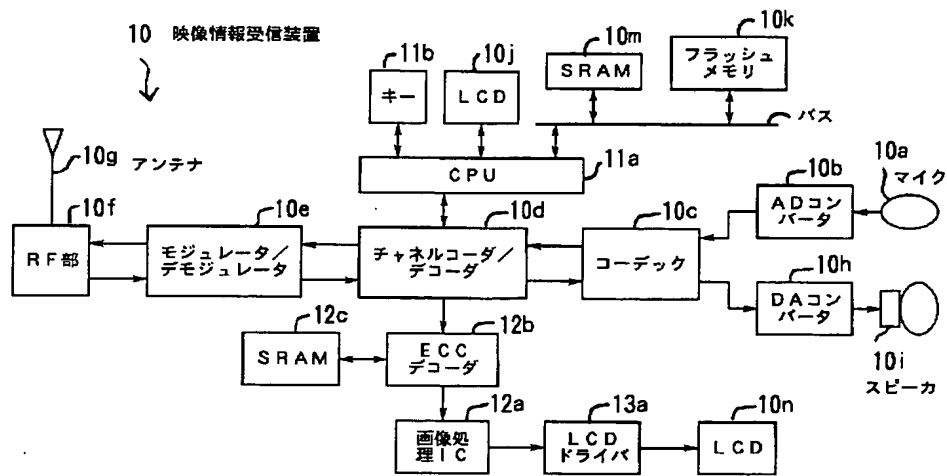 10 映像情報受信装置
11b
キー
10j
LCD
10m
SRAM
10k
フラッシュ
メモリ
バス
11a
CPU
10g
アンテナ
10f
RF部
10e
モジュレータ/
デモジュレータ
10d
チャネルコーダ/
デコーダ
10c
コーデック
10b
ADコン
バータ
10a
マイク
10h
DAコン
バータ
10i
スピーカ
12c
SRAM
12b
ECC
デコーダ
12a
画像処
理IC
13a
LCD
ドライバ
10n
LCD